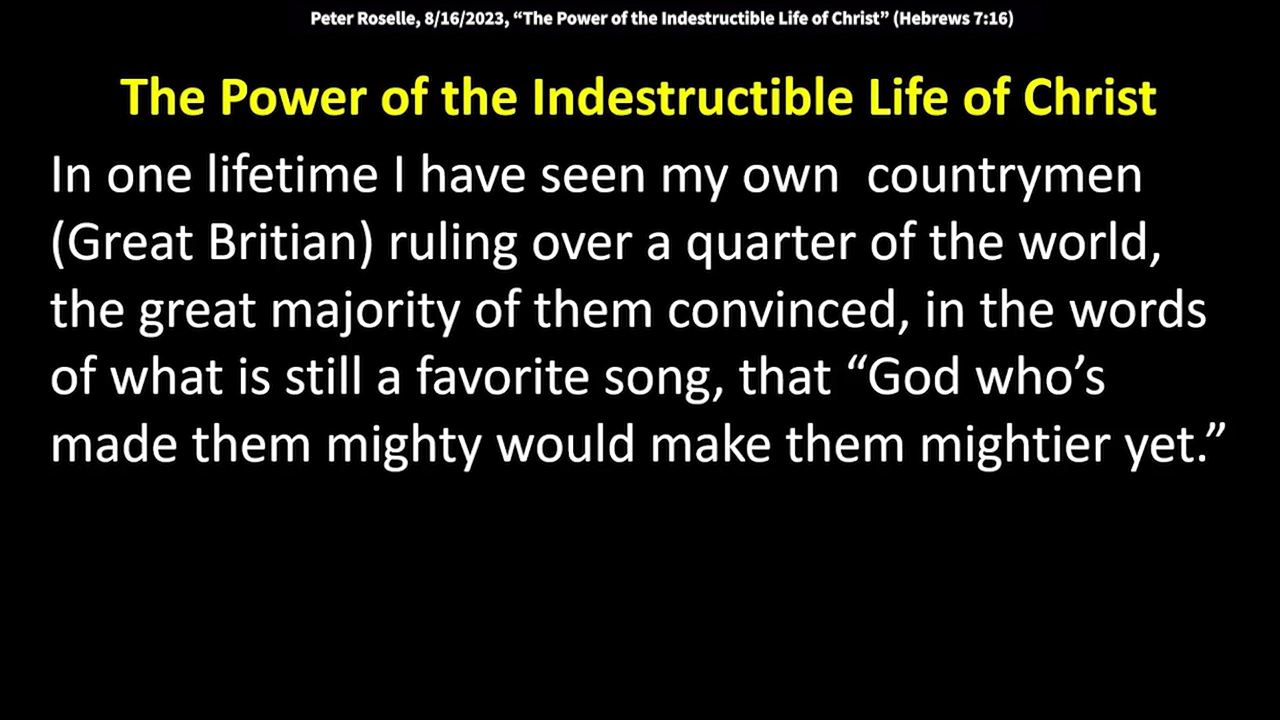 Peter Roselle, 8/16/2023, “The Power of the Indestructible Life of Christ” (Hebrews 7:16)
The Power of the Indestructible Life of Christ
In one lifetime I have seen my own  countrymen
(Great Britian) ruling over a quarter of the world,
the great majority of them convinced, in the words
of what is still a favorite song, that “God who’s
made them mighty would make them mightier yet.”